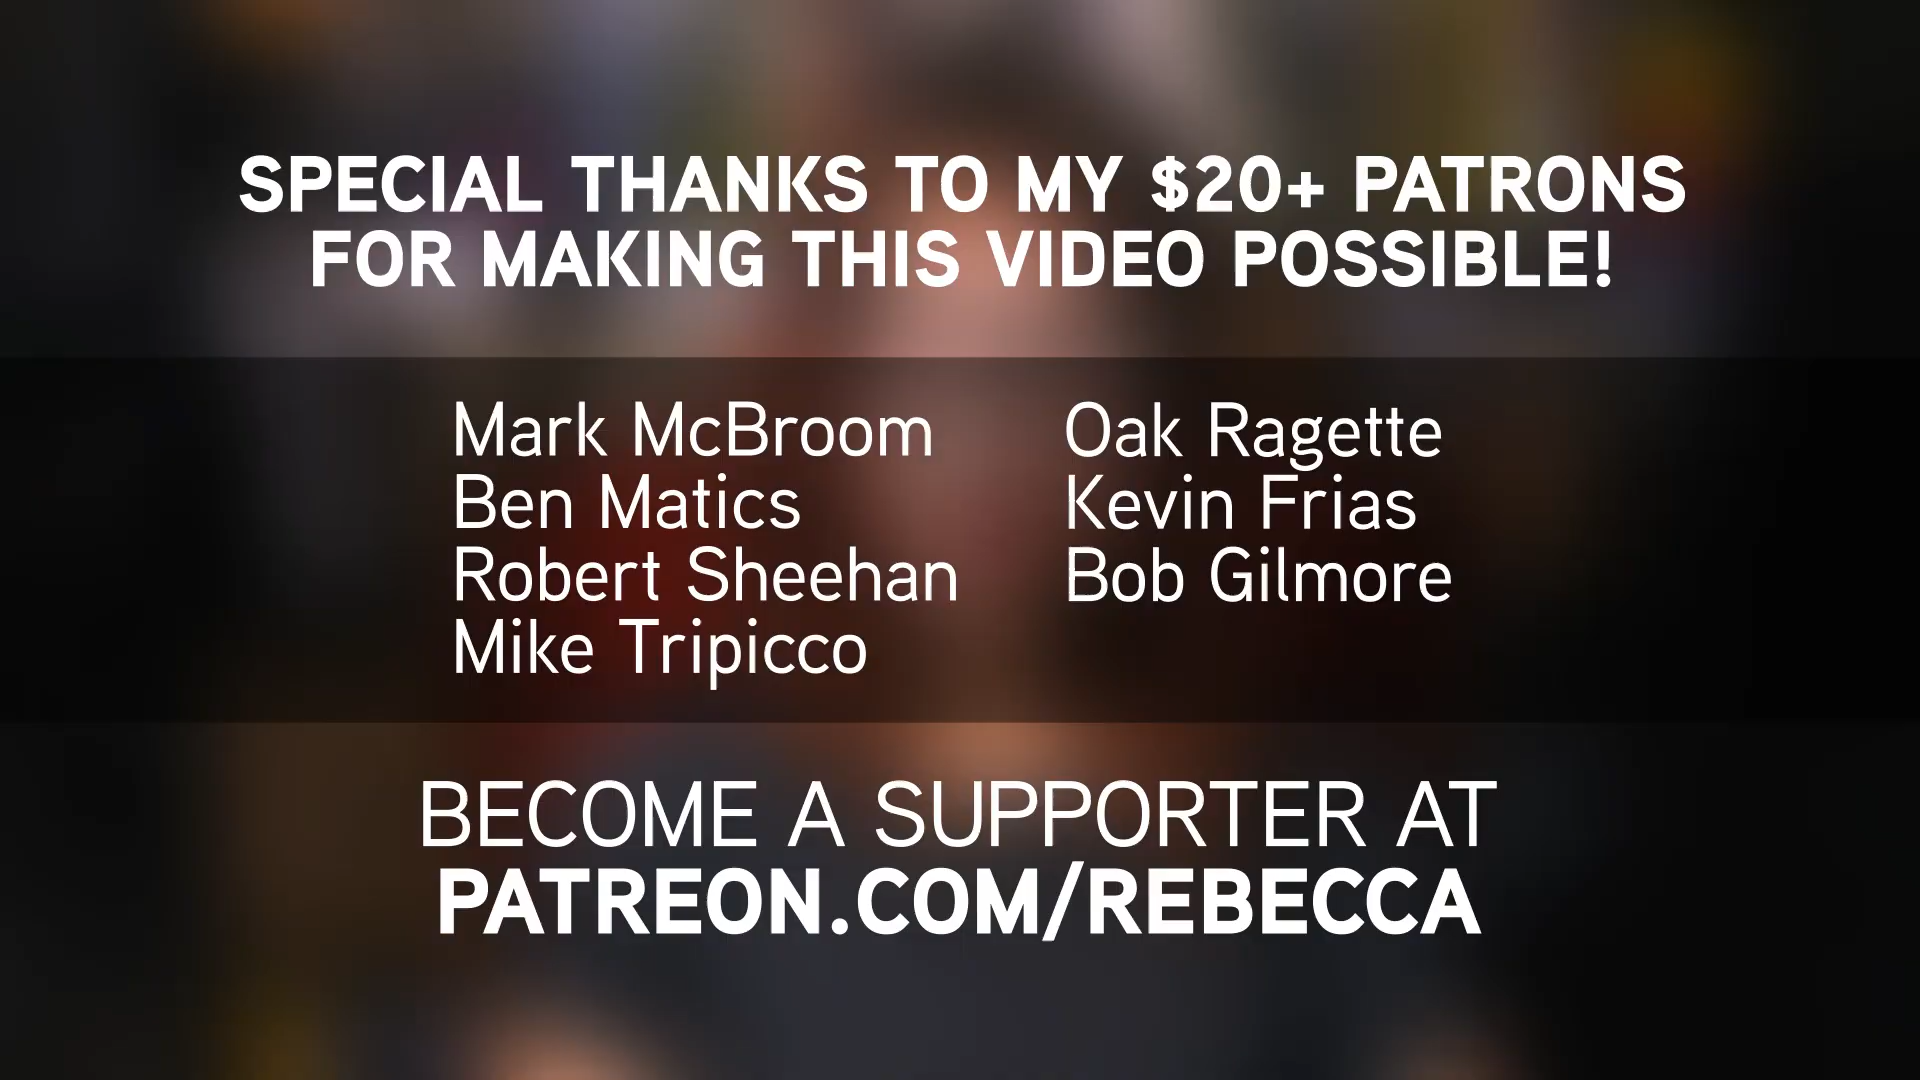 SPECIAL THANKS TO MY $20+ PATRONS
FOR MAKING THIS VIDEO POSSIBLE!
Mark McBroom
Ben Matics
Robert Sheehan
Mike Tripicco
Oak Ragette
Kevin Frias
Bob Gilmore
BECOME A SUPPORTER AT
PATREON.COM/REBECCA